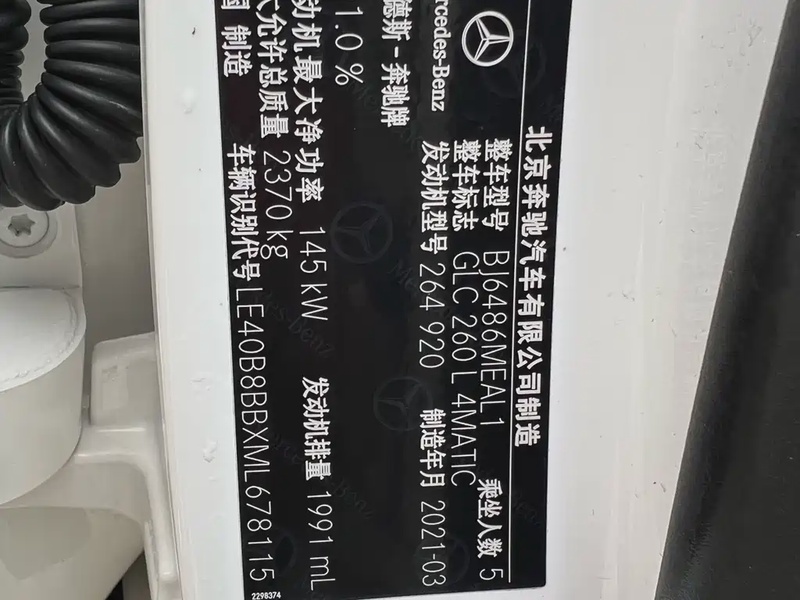 北京奔驰汽车有限公司制造
整车型号 BJ6486MEAL1 乘坐人数 5
整车标志 GLC 260 L 4MATIC
发动机型号 264 920 制造年月 2021-03
rcedes-Benz
德斯-奔驰牌
1.0 %
动机最大净功率 145 kW 发动机排量 1991 mL
大允许总质量 2370 kg
国 制造 车辆识别代号 LE40B8BBXML678115
2298374